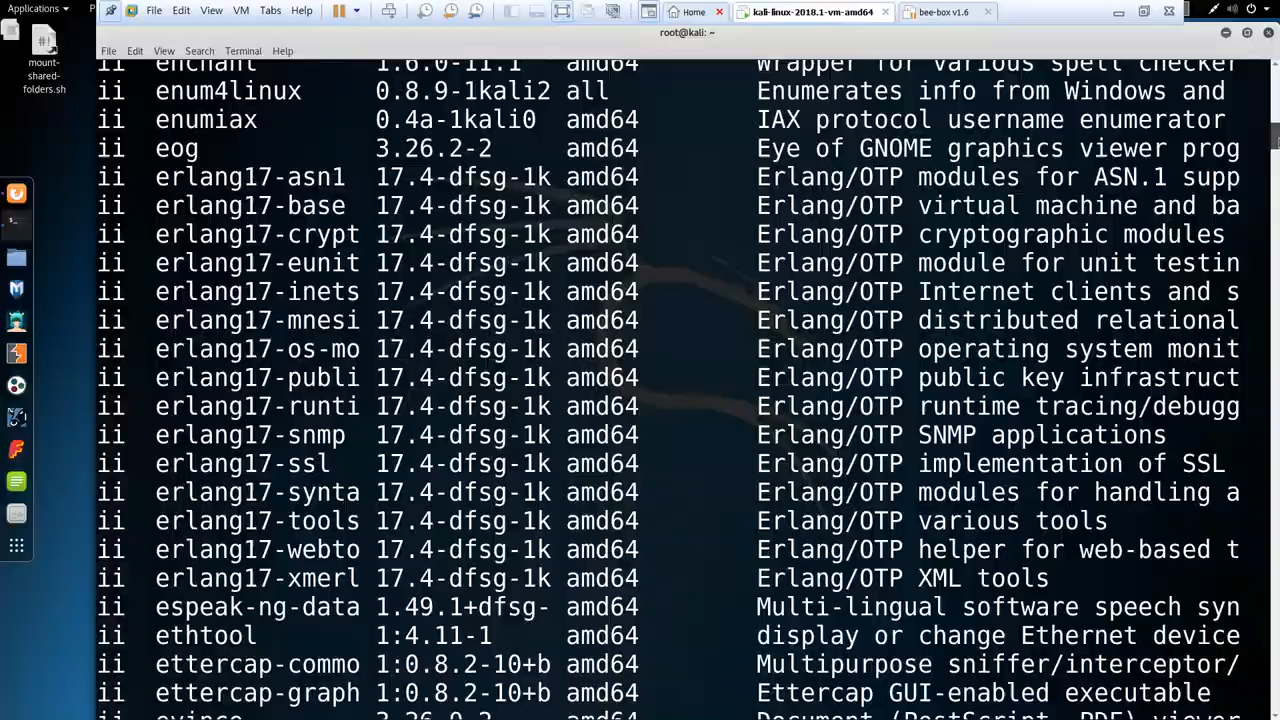 Applications
P
File Edit View VM Tabs Help
Home
kali-linux-2018.1-vm-amd64
bee-box v1.6
root@kali: ~
File Edit View Search Terminal Help
mount-
shared-
folders.sh
ii enchant 1.6.0-11.1 amd64 Wrapper for various spell checker
ii enum4linux 0.8.9-1kali2 all Enumerates info from Windows and
ii enumiax 0.4a-1kali0 amd64 IAX protocol username enumerator
ii eog 3.26.2-2 amd64 Eye of GNOME graphics viewer prog
ii erlang17-asn1 17.4-dfsg-1k amd64 Erlang/OTP modules for ASN.1 supp
ii erlang17-base 17.4-dfsg-1k amd64 Erlang/OTP virtual machine and ba
ii erlang17-crypt 17.4-dfsg-1k amd64 Erlang/OTP cryptographic modules
ii erlang17-eunit 17.4-dfsg-1k amd64 Erlang/OTP module for unit testin
ii erlang17-inets 17.4-dfsg-1k amd64 Erlang/OTP Internet clients and s
ii erlang17-mnesi 17.4-dfsg-1k amd64 Erlang/OTP distributed relational
ii erlang17-os-mo 17.4-dfsg-1k amd64 Erlang/OTP operating system monit
ii erlang17-publi 17.4-dfsg-1k amd64 Erlang/OTP public key infrastruct
ii erlang17-runti 17.4-dfsg-1k amd64 Erlang/OTP runtime tracing/debugg
ii erlang17-snmp 17.4-dfsg-1k amd64 Erlang/OTP SNMP applications
ii erlang17-ssl 17.4-dfsg-1k amd64 Erlang/OTP implementation of SSL
ii erlang17-synta 17.4-dfsg-1k amd64 Erlang/OTP modules for handling a
ii erlang17-tools 17.4-dfsg-1k amd64 Erlang/OTP various tools
ii erlang17-webto 17.4-dfsg-1k amd64 Erlang/OTP helper for web-based t
ii erlang17-xmerl 17.4-dfsg-1k amd64 Erlang/OTP XML tools
ii espeak-ng-data 1.49.1+dfsg- amd64 Multi-lingual software speech syn
ii ethtool 1:4.11-1 amd64 display or change Ethernet device
ii ettercap-commo 1:0.8.2-10+b amd64 Multipurpose sniffer/interceptor/
ii ettercap-graph 1:0.8.2-10+b amd64 Ettercap GUI-enabled executable
ii evince 3.26.0-2 amd64 Document (PostScript, PDF) viewer